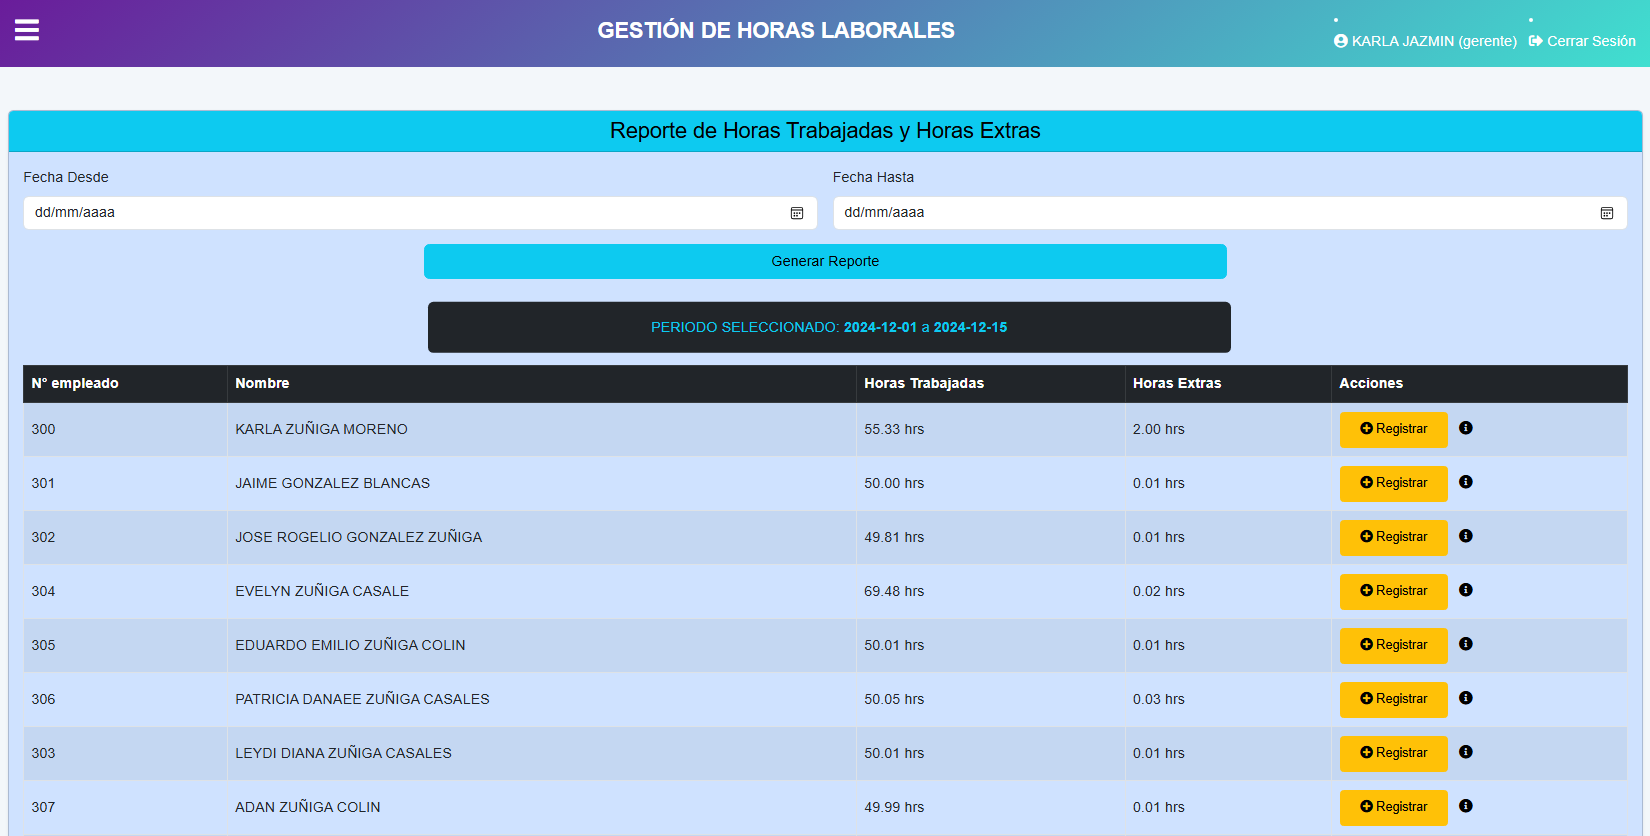 GESTIÓN DE HORAS LABORALES
KARLA JAZMIN (gerente) Cerrar Sesión
Reporte de Horas Trabajadas y Horas Extras
Fecha Desde Fecha Hasta
dd/mm/aaaa dd/mm/aaaa
Generar Reporte
PERIODO SELECCIONADO: 2024-12-01 a 2024-12-15
N° empleado Nombre Horas Trabajadas Horas Extras Acciones
300 KARLA ZUÑIGA MORENO 55.33 hrs 2.00 hrs Registrar
301 JAIME GONZALEZ BLANCAS 50.00 hrs 0.01 hrs Registrar
302 JOSE ROGELIO GONZALEZ ZUÑIGA 49.81 hrs 0.01 hrs Registrar
304 EVELYN ZUÑIGA CASALE 69.48 hrs 0.02 hrs Registrar
305 EDUARDO EMILIO ZUÑIGA COLIN 50.01 hrs 0.01 hrs Registrar
306 PATRICIA DANAEE ZUÑIGA CASALES 50.05 hrs 0.03 hrs Registrar
303 LEYDI DIANA ZUÑIGA CASALES 50.01 hrs 0.01 hrs Registrar
307 ADAN ZUÑIGA COLIN 49.99 hrs 0.01 hrs Registrar